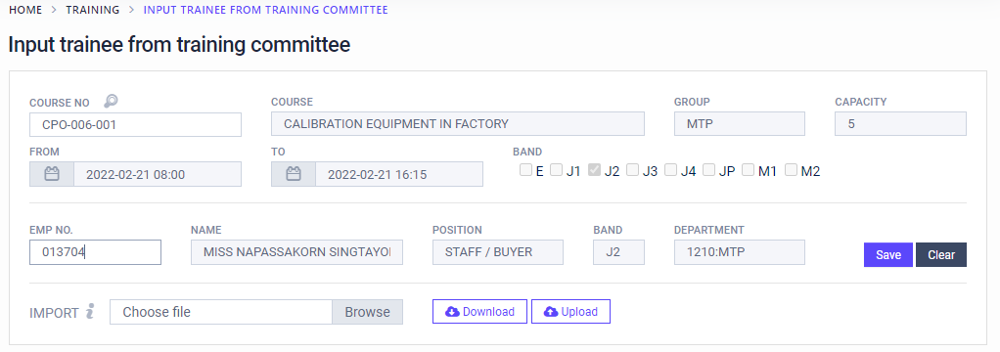 HOME > TRAINING > INPUT TRAINEE FROM TRAINING COMMITTEE
Input trainee from training committee
COURSE NO COURSE GROUP CAPACITY
CPO-006-001 CALIBRATION EQUIPMENT IN FACTORY MTP 5
FROM TO BAND
2022-02-21 08:00 2022-02-21 16:15 E J1 J2 J3 J4 JP M1 M2
EMP NO. NAME POSITION BAND DEPARTMENT
013704 MISS NAPASSAKORN SINGTAYO STAFF / BUYER J2 1210:MTP Save Clear
IMPORT i Choose file Browse Download Upload